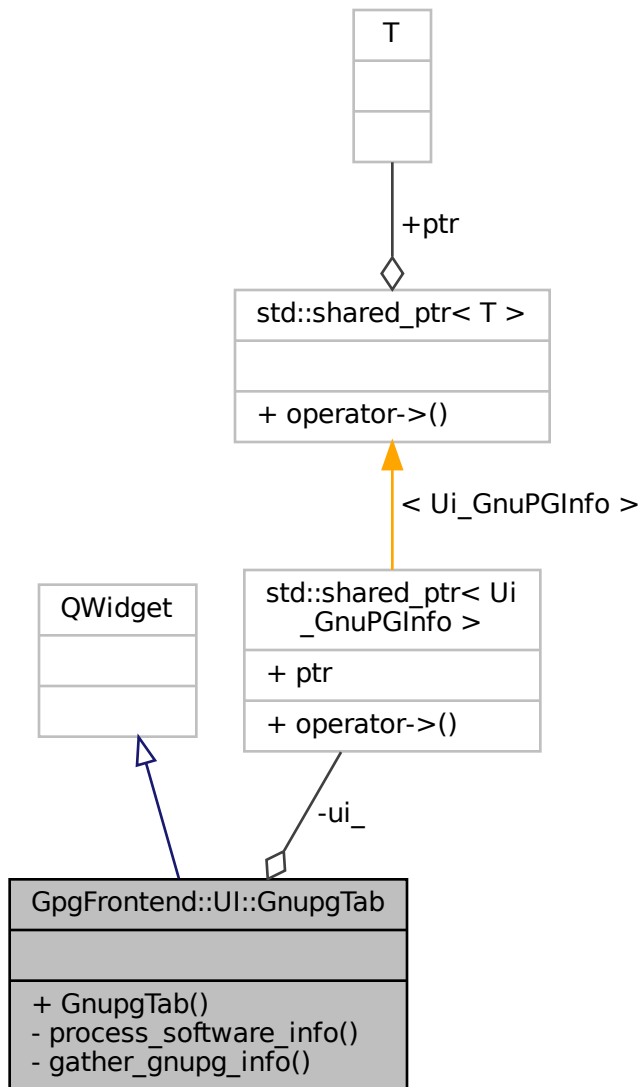 T
+ptr
std::shared_ptr< T >
+ operator->()
< Ui_GnuPGInfo >
std::shared_ptr< Ui
_GnuPGInfo >
+ ptr
+ operator->()
QWidget
-ui_
GpgFrontend::UI::GnupgTab
+ GnupgTab()
- process_software_info()
- gather_gnupg_info()